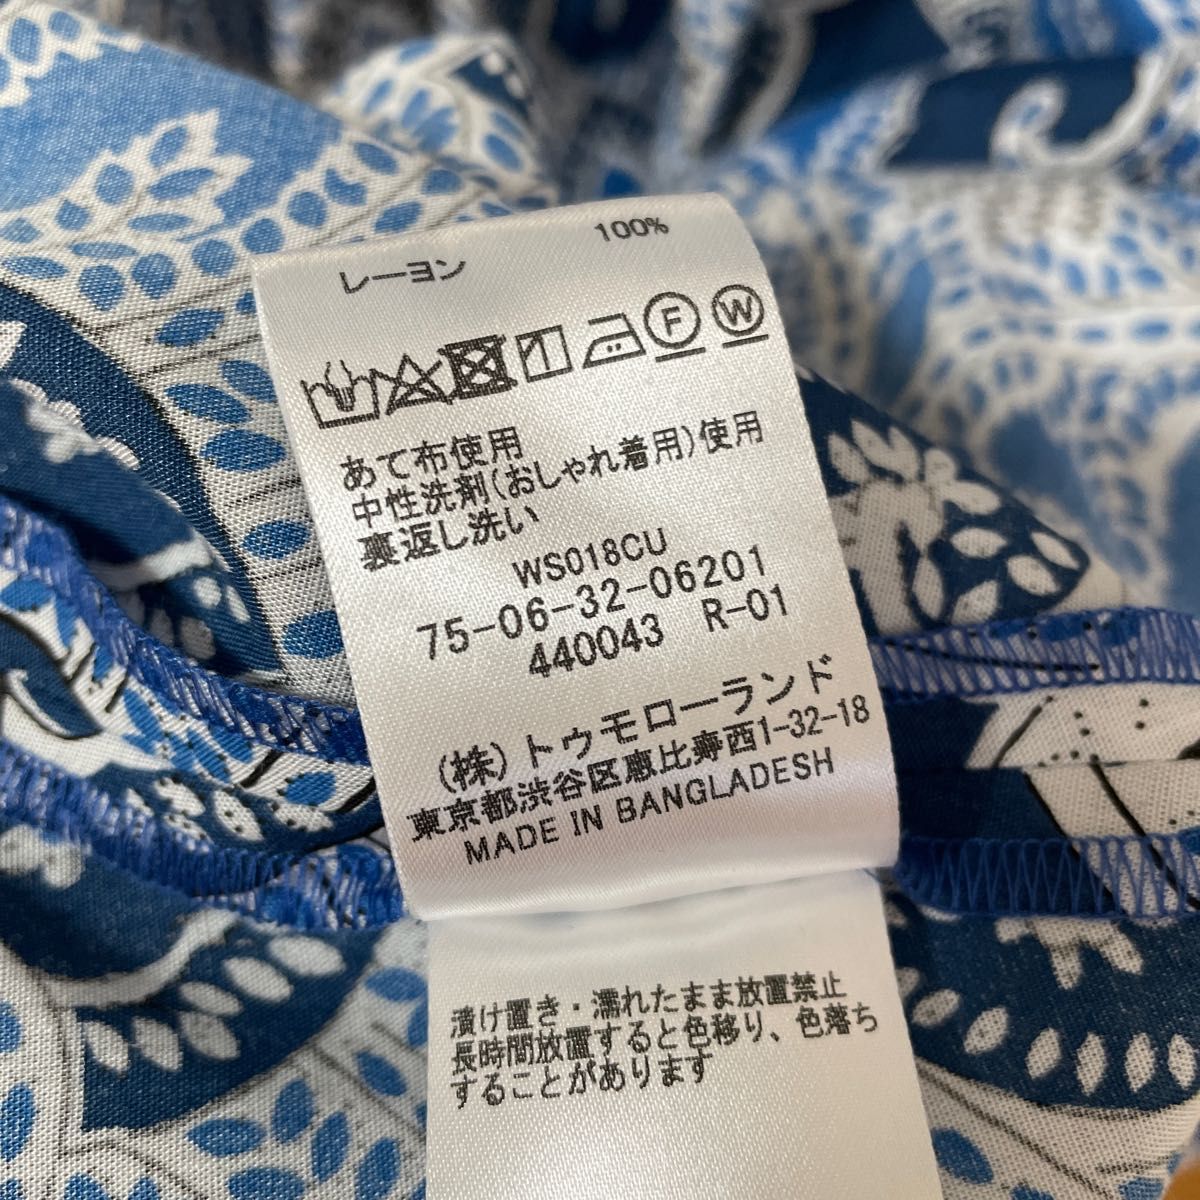 レーヨン 100%
F W
あて布使用
中性洗剤(おしゃれ着用)使用
裏返し洗い
WS018CU
75-06-32-06201
440043 R-01
(株)トゥモローランド
東京都渋谷区恵比寿西1-32-18
MADE IN BANGLADESH
漬け置き・濡れたまま放置禁止
長時間放置すると色移り、色落ち
することがあります